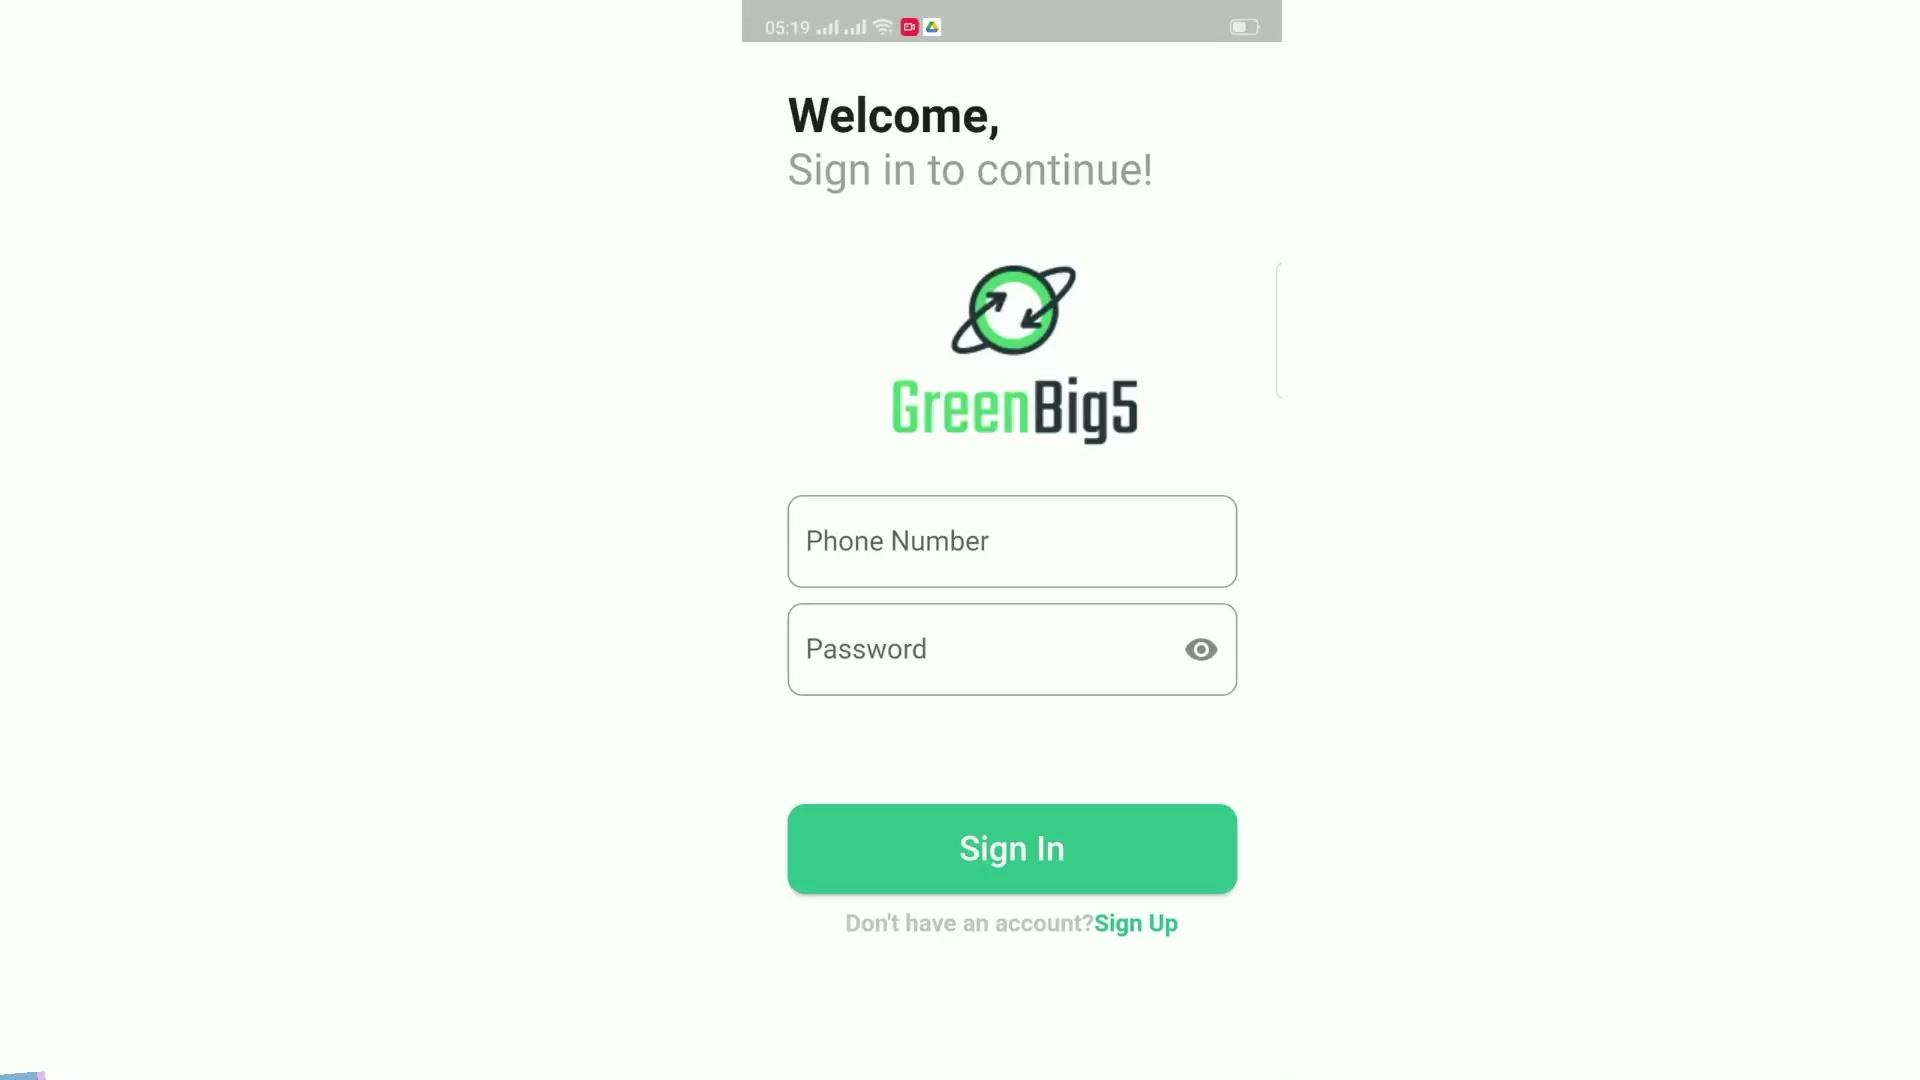 05:19
Welcome,
Sign in to continue!
GreenBig5
Phone Number
Password
Sign In
Don't have an account?Sign Up